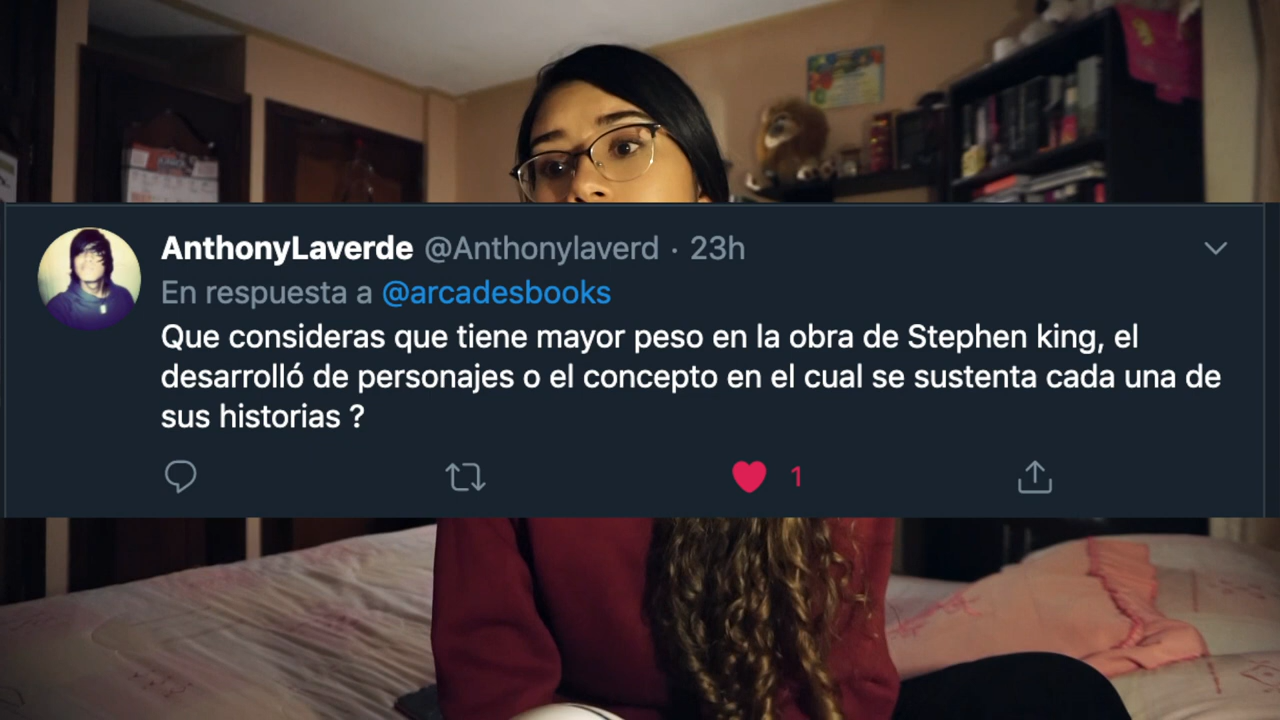 AnthonyLaverde @Anthonylaverd · 23h
En respuesta a @arcadesbooks
Que consideras que tiene mayor peso en la obra de Stephen king, el
desarrolló de personajes o el concepto en el cual se sustenta cada una de
sus historias ?
1